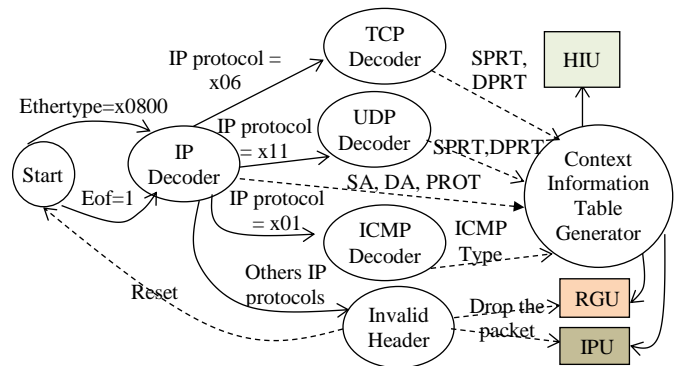 TCP
Decoder
IP protocol =
x06
SPRT,
DPRT
HIU
Ethertype=x0800
IP protocol
= x11
UDP
Decoder
SPRT,DPRT
Start
IP
Decoder
Context
Information
Table
Generator
SA, DA, PROT
Eof=1
IP protocol
= x01
ICMP
Decoder
ICMP
Type
Others IP
protocols
Reset
Invalid
Header
Drop the
packet
RGU
IPU